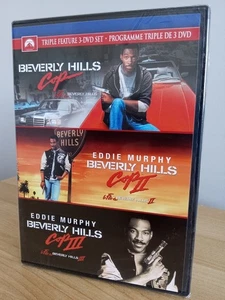 TRIPLE FEATURE 3-DVD SET • PROGRAMME TRIPLE DE 3 DVD
BEVERLY HILLS
Cop
BEVERLY
HILLS
EDDIE MURPHY
BEVERLY HILLS
COP II
EDDIE MURPHY
BEVERLY HILLS
COP III